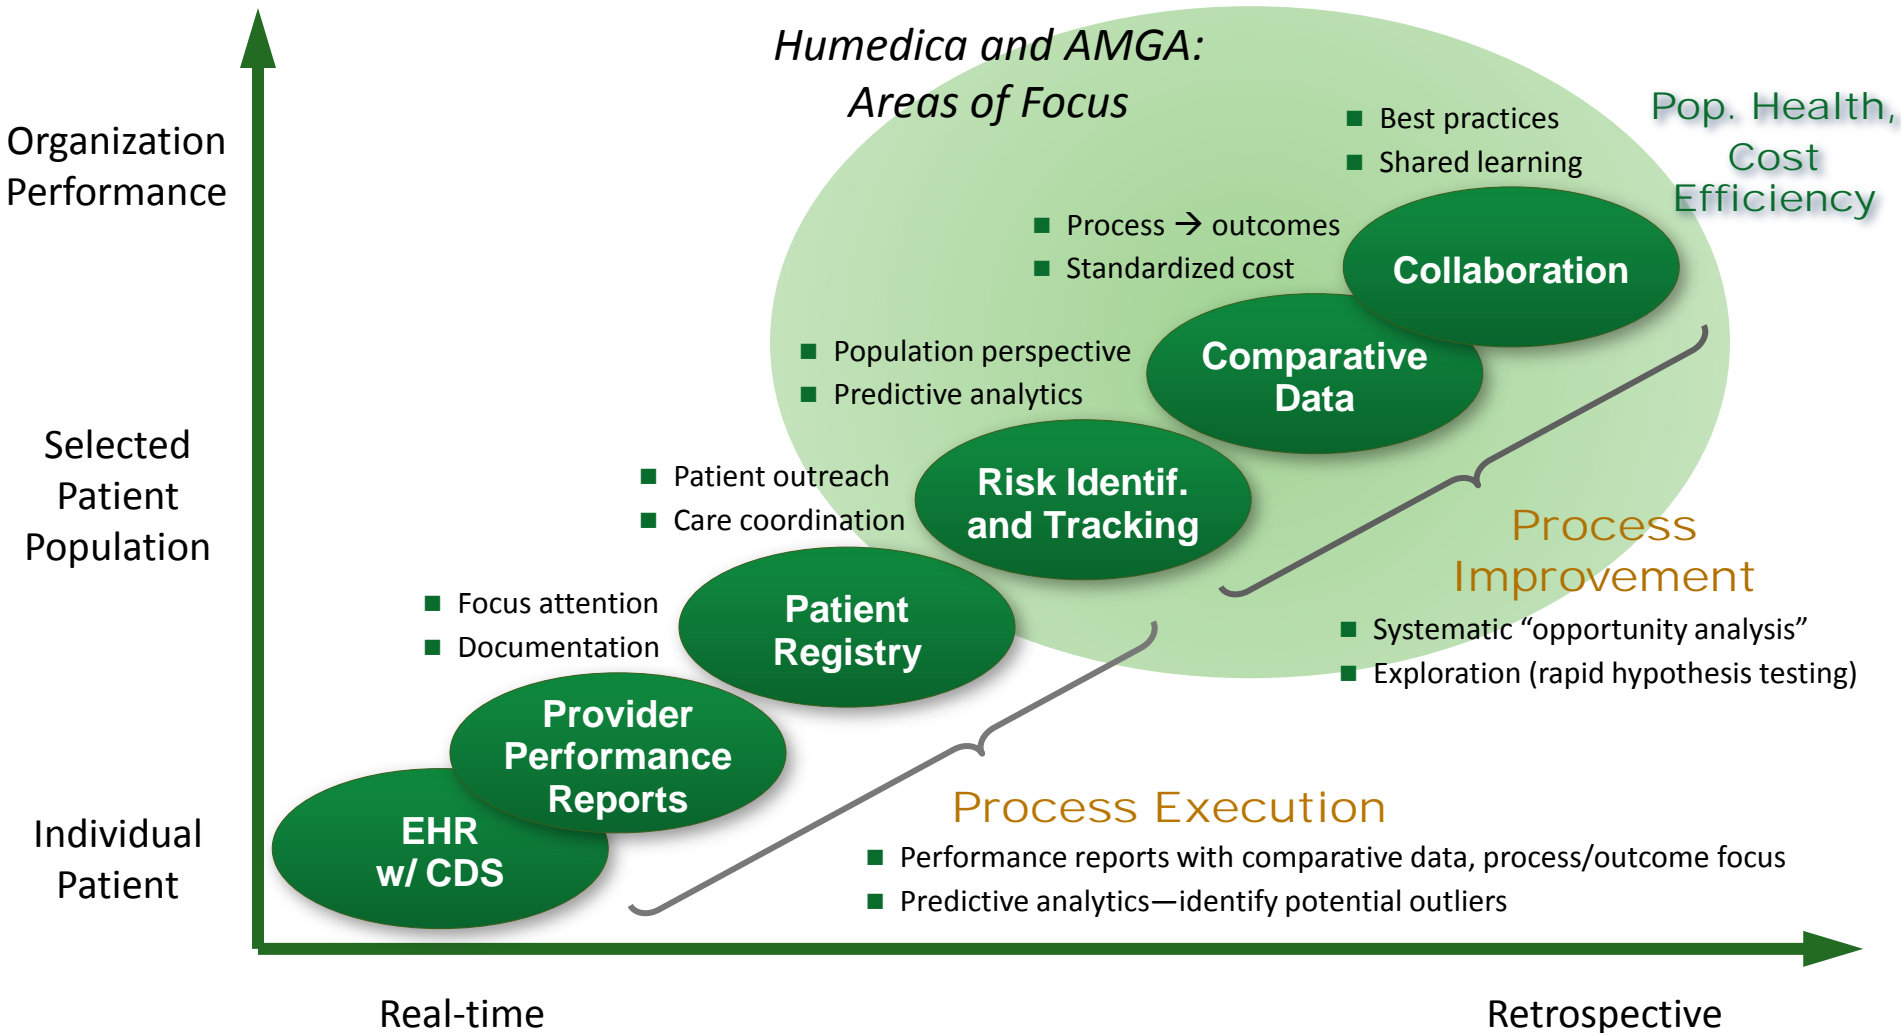 Humedica and AMGA:
Areas of Focus
Pop. Health,
Cost
Efficiency
Organization
Performance
■ Best practices
■ Shared learning
■ Process → outcomes
■ Standardized cost
Collaboration
■ Population perspective
■ Predictive analytics
Comparative
Data
Selected
Patient
Population
■ Patient outreach
■ Care coordination
Risk Identif.
and Tracking
Process
Improvement
■ Systematic “opportunity analysis”
■ Exploration (rapid hypothesis testing)
■ Focus attention
■ Documentation
Patient
Registry
Provider
Performance
Reports
Process Execution
■ Performance reports with comparative data, process/outcome focus
■ Predictive analytics—identify potential outliers
Individual
Patient
EHR
w/ CDS
Real-time
Retrospective